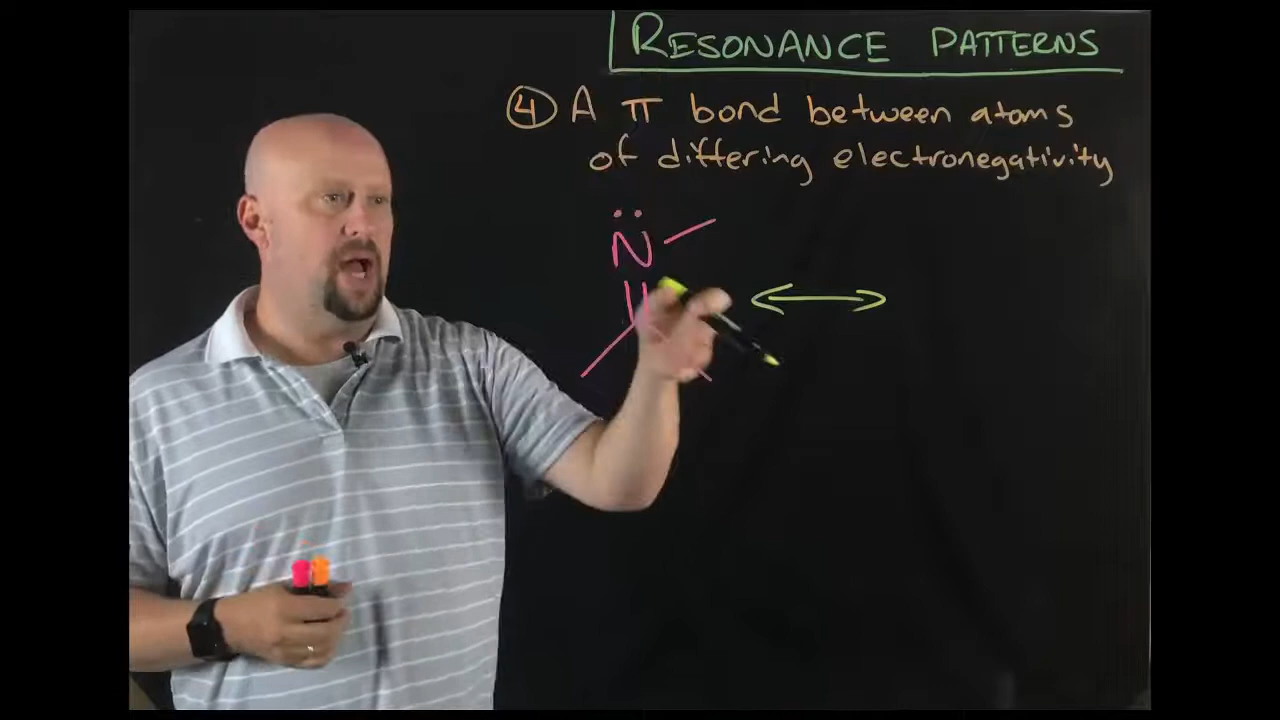 RESONANCE PATTERNS
④ A π bond between atoms
of differing electronegativity
N